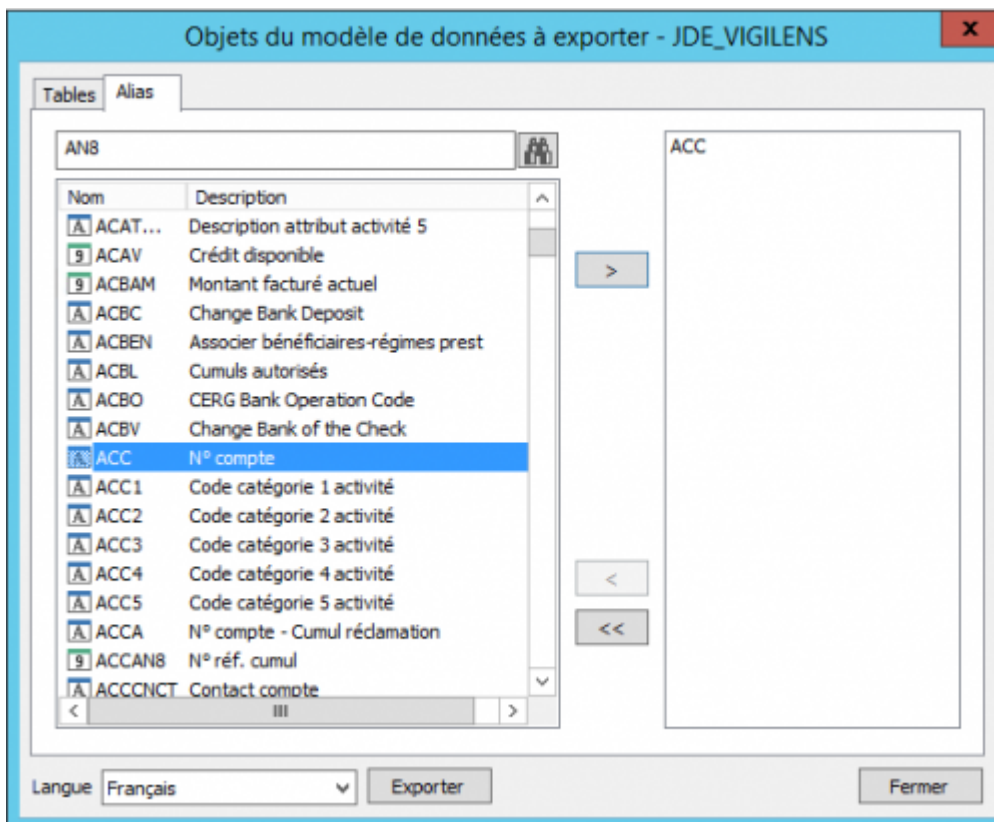 Objets du modèle de données à exporter - JDE_VIGILENS
x
Tables Alias
AN8
Nom Description
ACAT... Description attribut activité 5
ACAV Crédit disponible
ACBAM Montant facturé actuel
ACBC Change Bank Deposit
ACBEN Associer bénéficiaires-régimes prest
ACBL Cumuls autorisés
ACBO CERG Bank Operation Code
ACBV Change Bank of the Check
ACC N° compte
ACC1 Code catégorie 1 activité
ACC2 Code catégorie 2 activité
ACC3 Code catégorie 3 activité
ACC4 Code catégorie 4 activité
ACC5 Code catégorie 5 activité
ACCA N° compte - Cumul réclamation
ACCAN8 N° réf. cumul
ACCCNCT Contact compte
>
<
<<
ACC
Langue Français Exporter Fermer